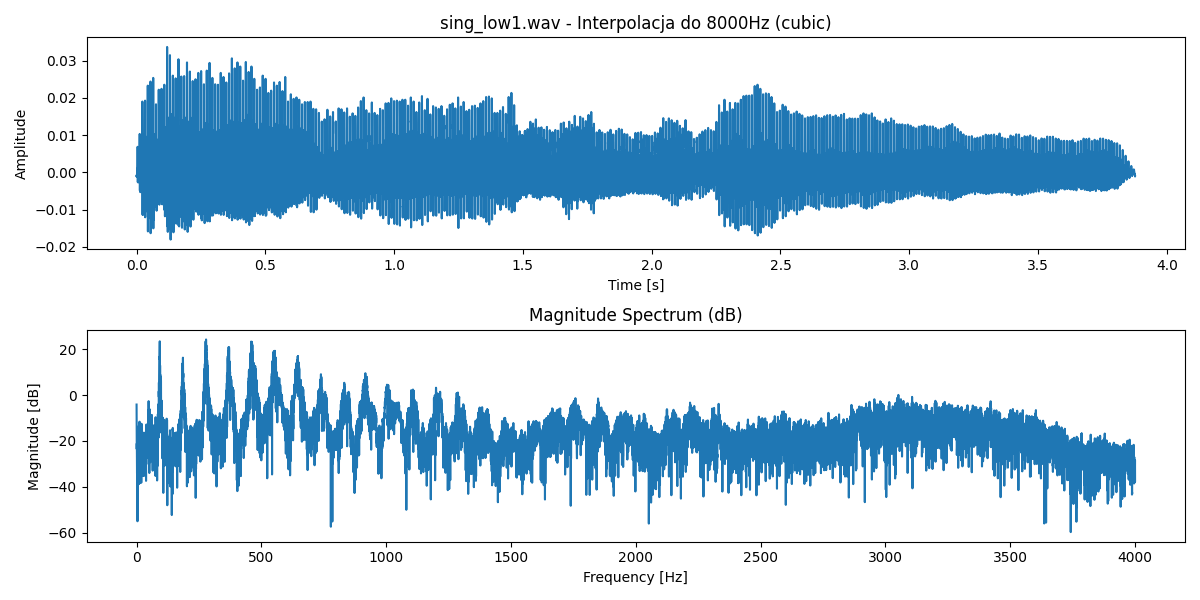 sing_low1.wav - Interpolacja do 8000Hz (cubic)
Amplitude
0.03
0.02
0.01
0.00
−0.01
−0.02
0.0 0.5 1.0 1.5 2.0 2.5 3.0 3.5 4.0
Time [s]
Magnitude Spectrum (dB)
Magnitude [dB]
20
0
−20
−40
−60
0 500 1000 1500 2000 2500 3000 3500 4000
Frequency [Hz]